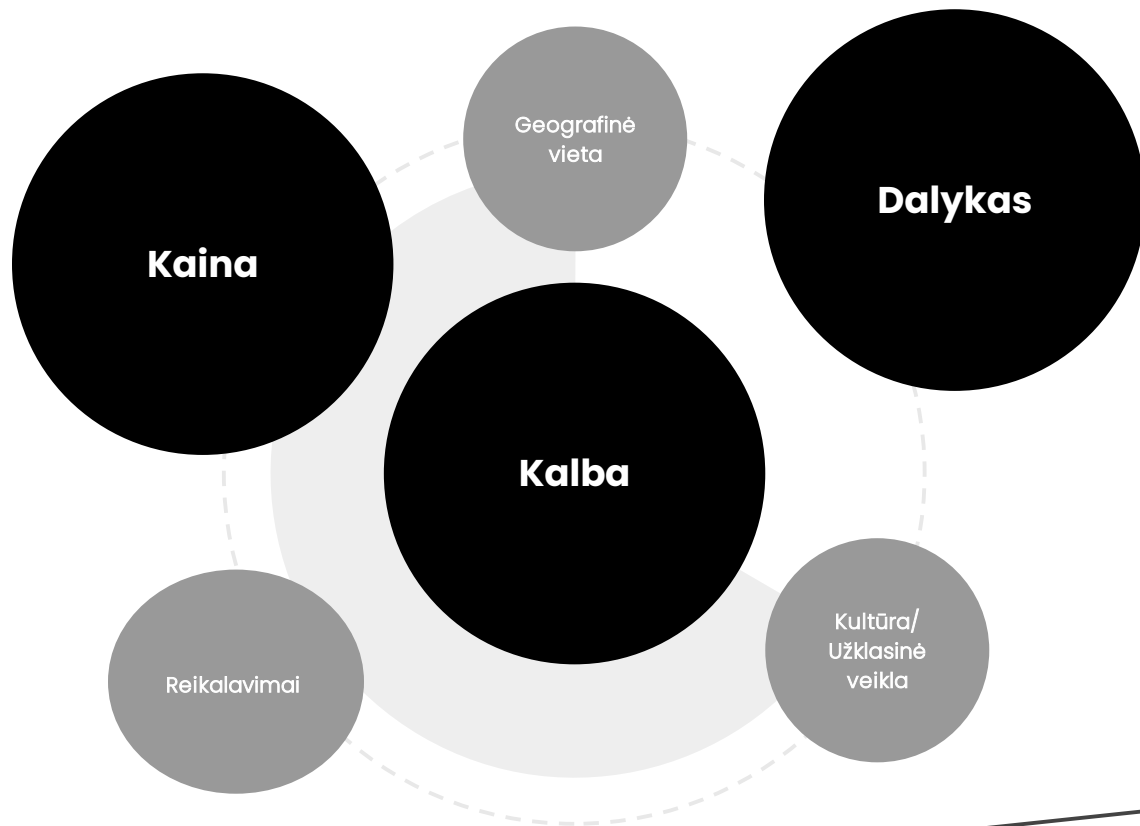 Geografinė
vieta
Dalykas
Kaina
Kalba
Kultūra/
Užklasinė
veikla
Reikalavimai